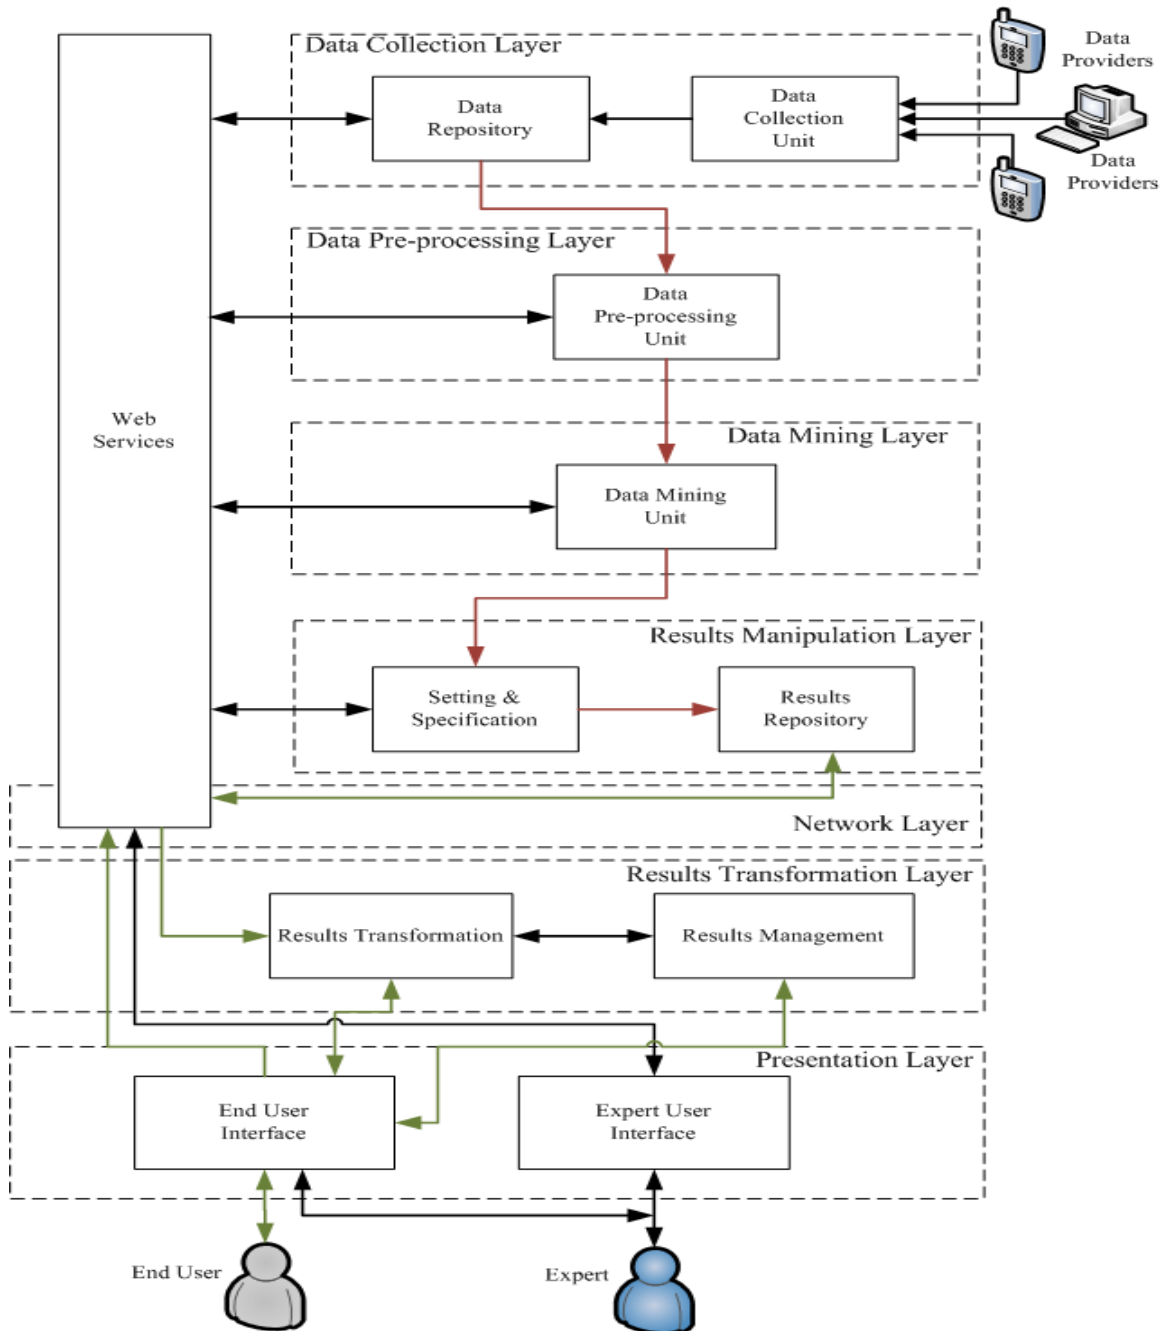 Data Collection Layer
Data
Providers
Data
Repository
Data
Collection
Unit
Data
Providers
Data Pre-processing Layer
Data
Pre-processing
Unit
Web
Services
Data Mining Layer
Data Mining
Unit
Results Manipulation Layer
Setting &
Specification
Results
Repository
Network Layer
Results Transformation Layer
Results Transformation
Results Management
Presentation Layer
End User
Interface
Expert User
Interface
End User
Expert